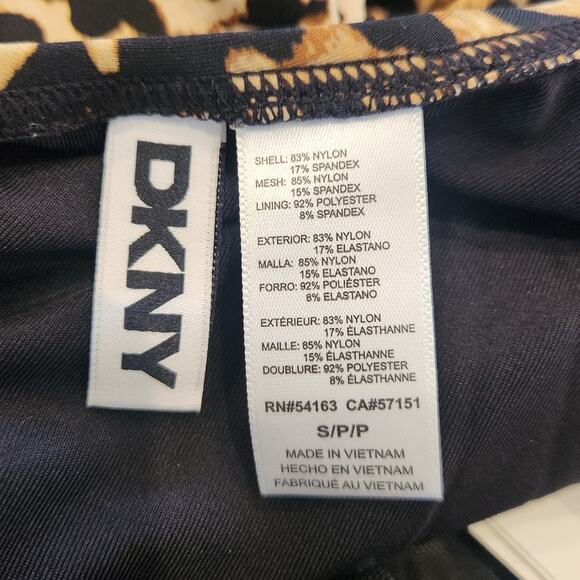 DKNY
SHELL: 83% NYLON
17% SPANDEX
MESH: 85% NYLON
15% SPANDEX
LINING: 92% POLYESTER
8% SPANDEX
EXTERIOR: 83% NYLON
17% ELASTANO
MALLA: 85% NYLON
15% ELASTANO
FORRO: 92% POLIÉSTER
8% ELASTANO
EXTÉRIEUR: 83% NYLON
17% ÉLASTHANNE
MAILLE: 85% NYLON
15% ÉLASTHANNE
DOUBLURE: 92% POLYESTER
8% ÉLASTHANNE
RN#54163 CA#57151
S/P/P
MADE IN VIETNAM
HECHO EN VIETNAM
FABRIQUÉ AU VIETNAM